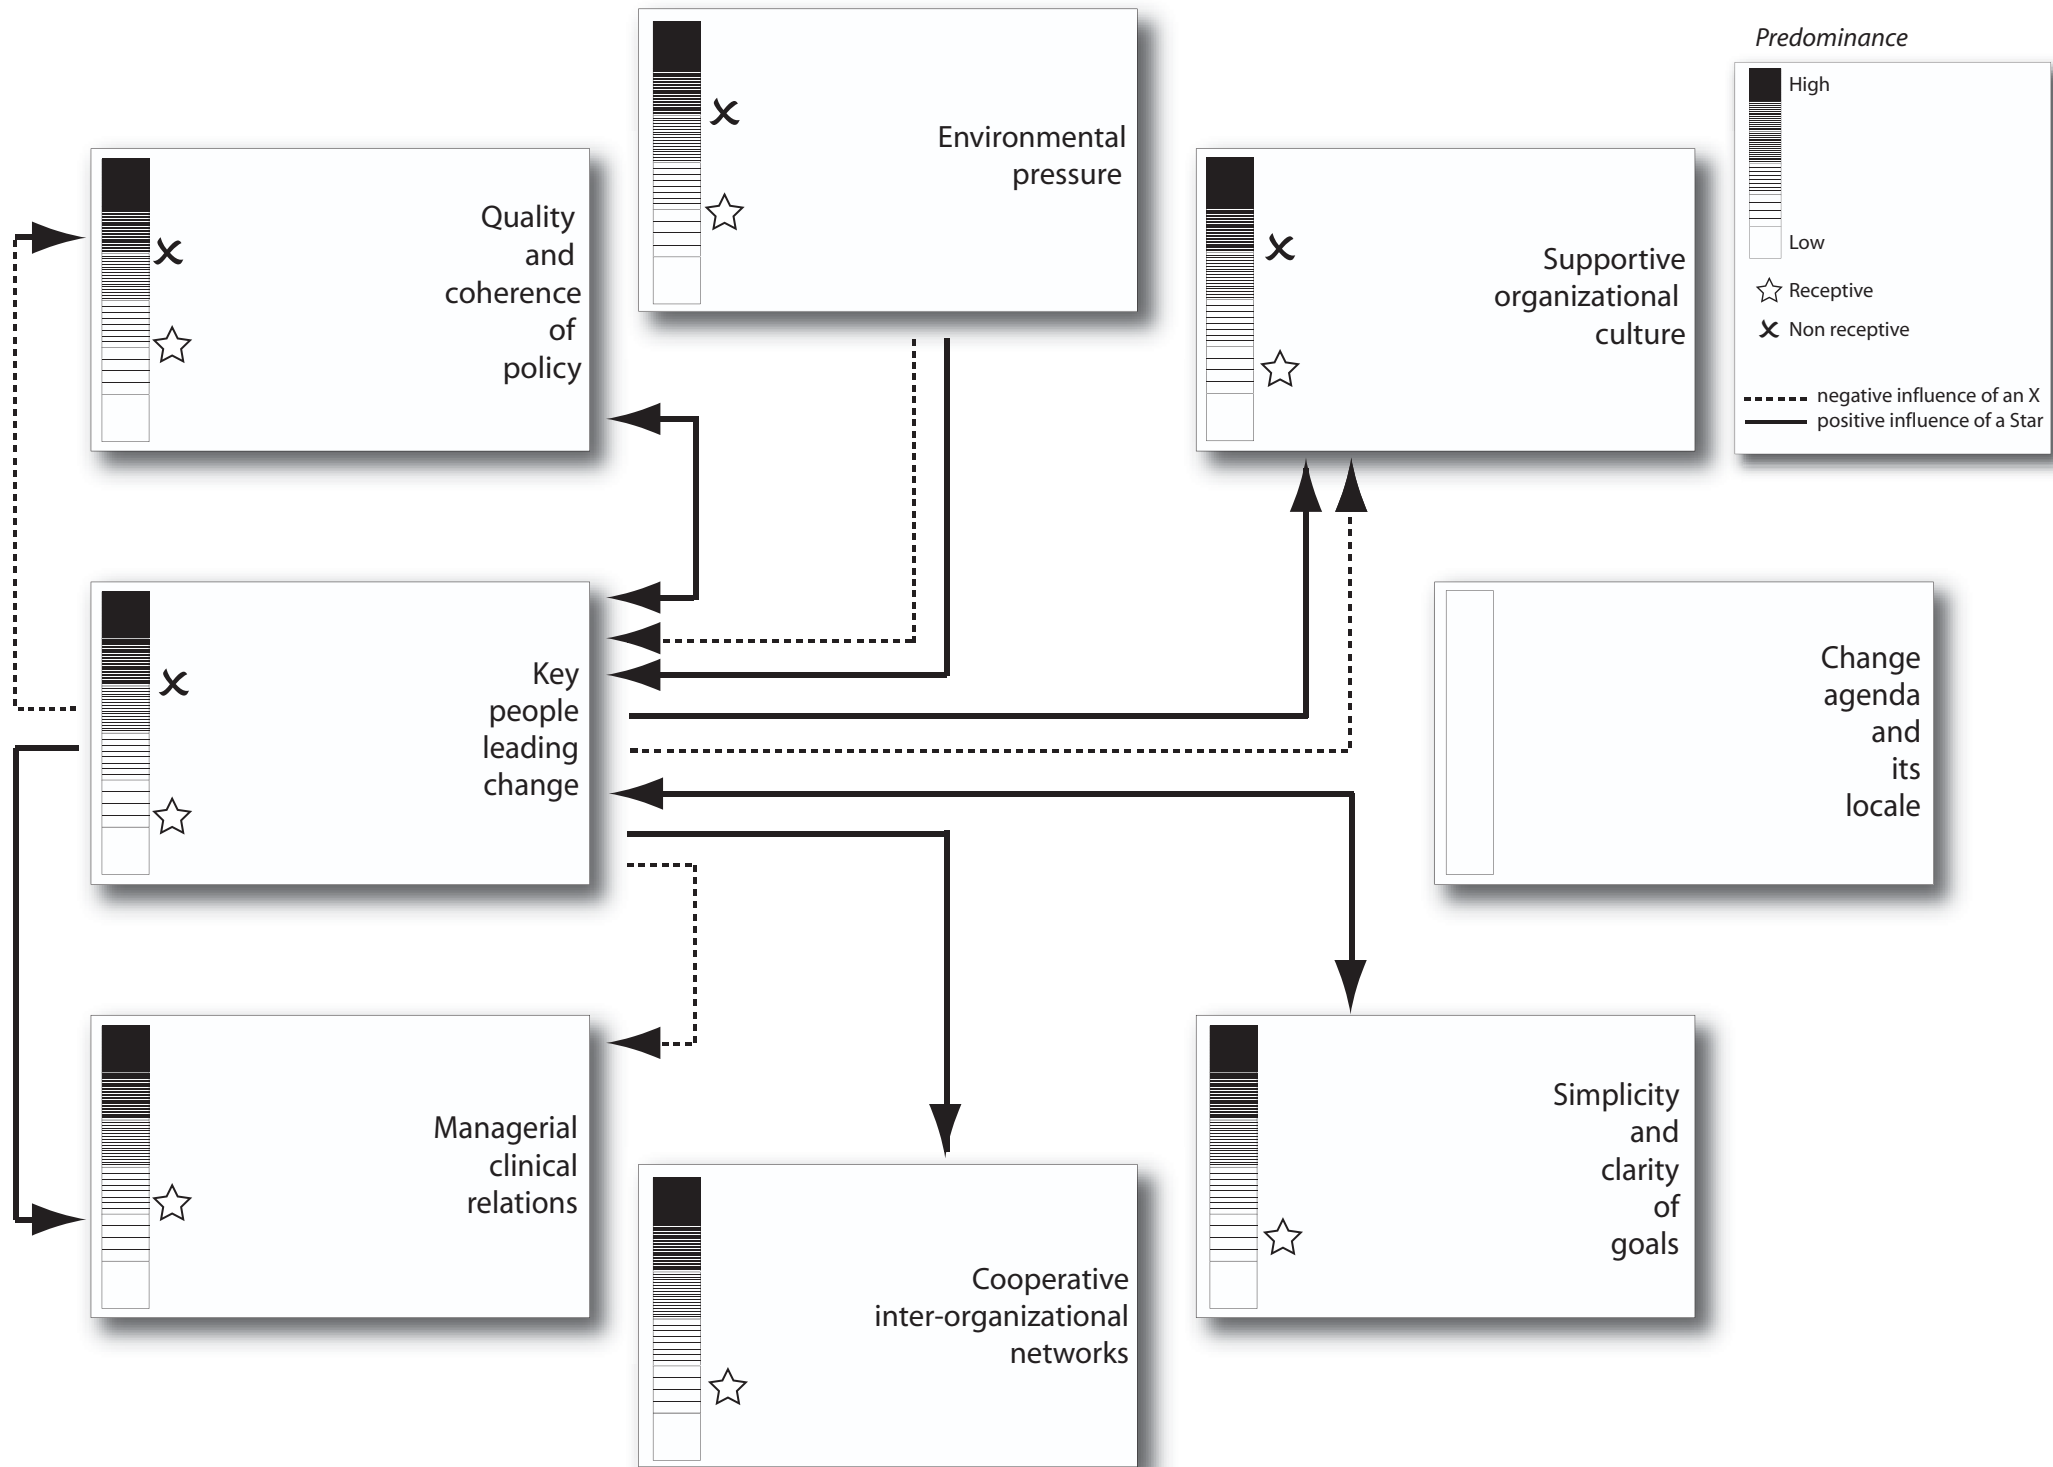 Environmental
pressure
Predominance
High
Low
Receptive
Non receptive
negative influence of an X
positive influence of a Star
Quality
and
coherence
of
policy
Supportive
organizational
culture
Key
people
leading
change
Change
agenda
and
its
locale
Managerial
clinical
relations
Cooperative
inter-organizational
networks
Simplicity
and
clarity
of
goals